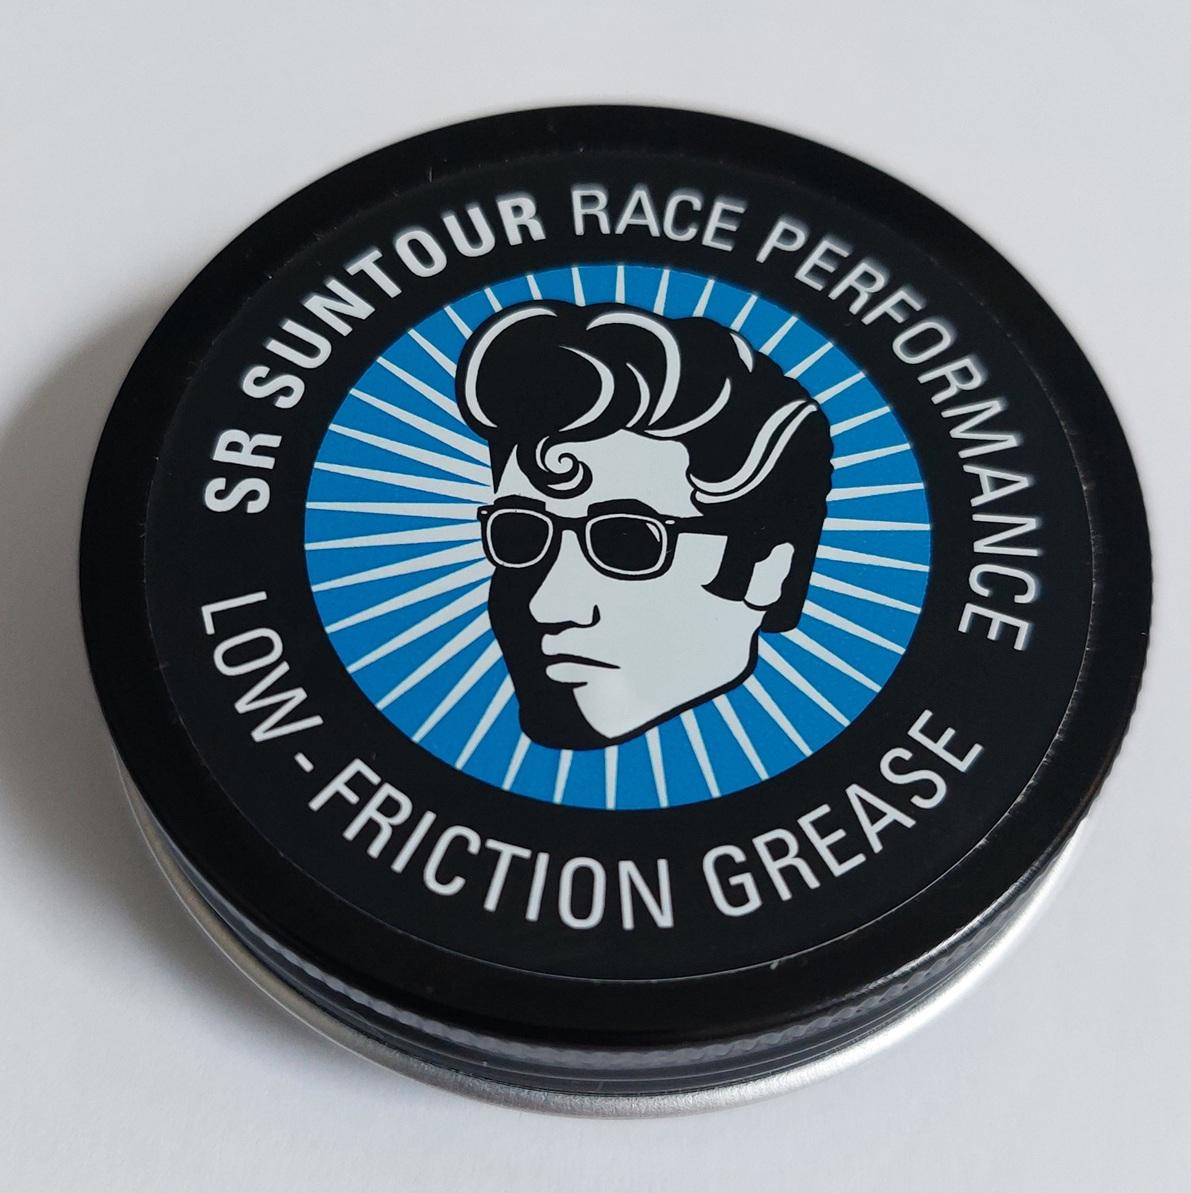 SR SUNTOUR RACE PERFORMANCE
LOW-FRICTION GREASE